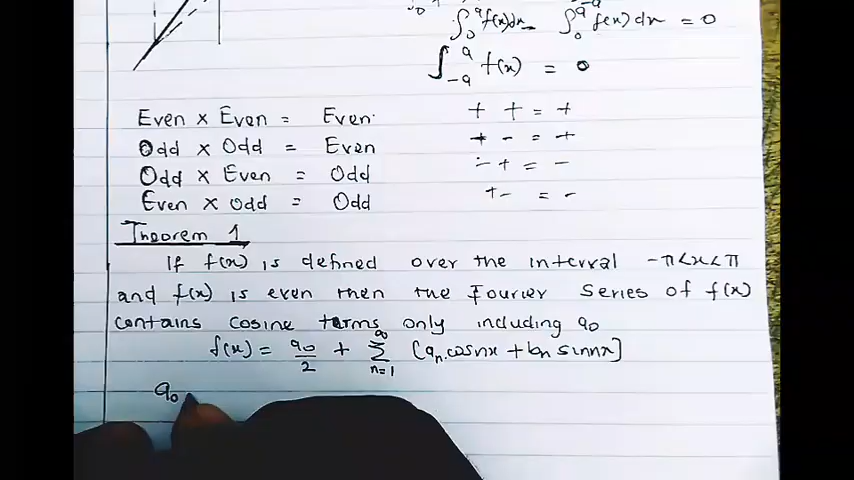 ∫₀ᵃ f(x)dx - ∫₀ᵃ f(x)dx = 0
∫₋ₐᵃ f(x) = 0
Even x Even = Even + + = +
Odd x Odd = Even + - = +
Odd x Even = Odd - + = -
Even x Odd = Odd + - = -
Theorem 1
If f(x) is defined over the interval -π<x<π
and f(x) is even then the Fourier Series of f(x)
contains cosine terms only including a₀
f(x) = a₀/2 + ∑ₙ₌₁^∞ [aₙ cosnx + bₙ sinnx]
a₀